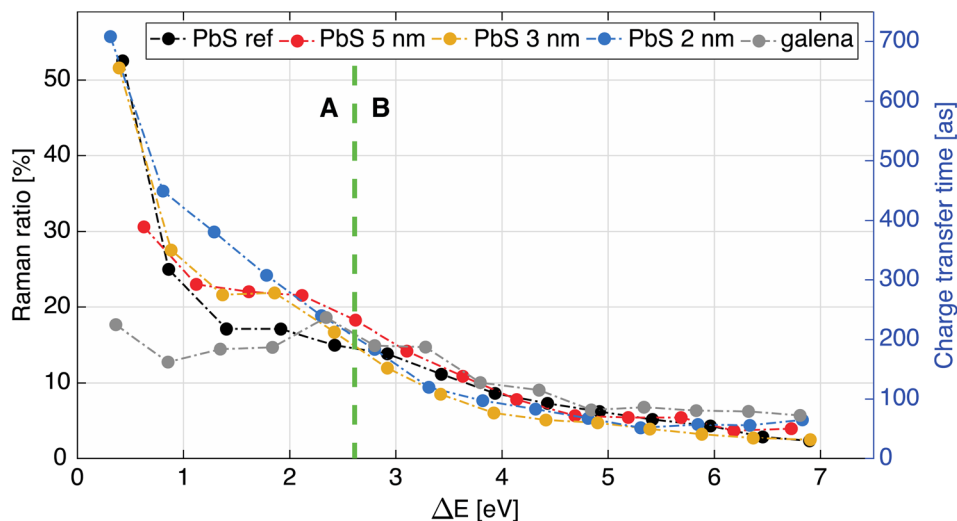 PbS ref PbS 5 nm PbS 3 nm PbS 2 nm galena
A B
Raman ratio [%]
50
40
30
20
10
0
Charge transfer time [as]
700
600
500
400
300
200
100
0
0 1 2 3 4 5 6 7
ΔE [eV]